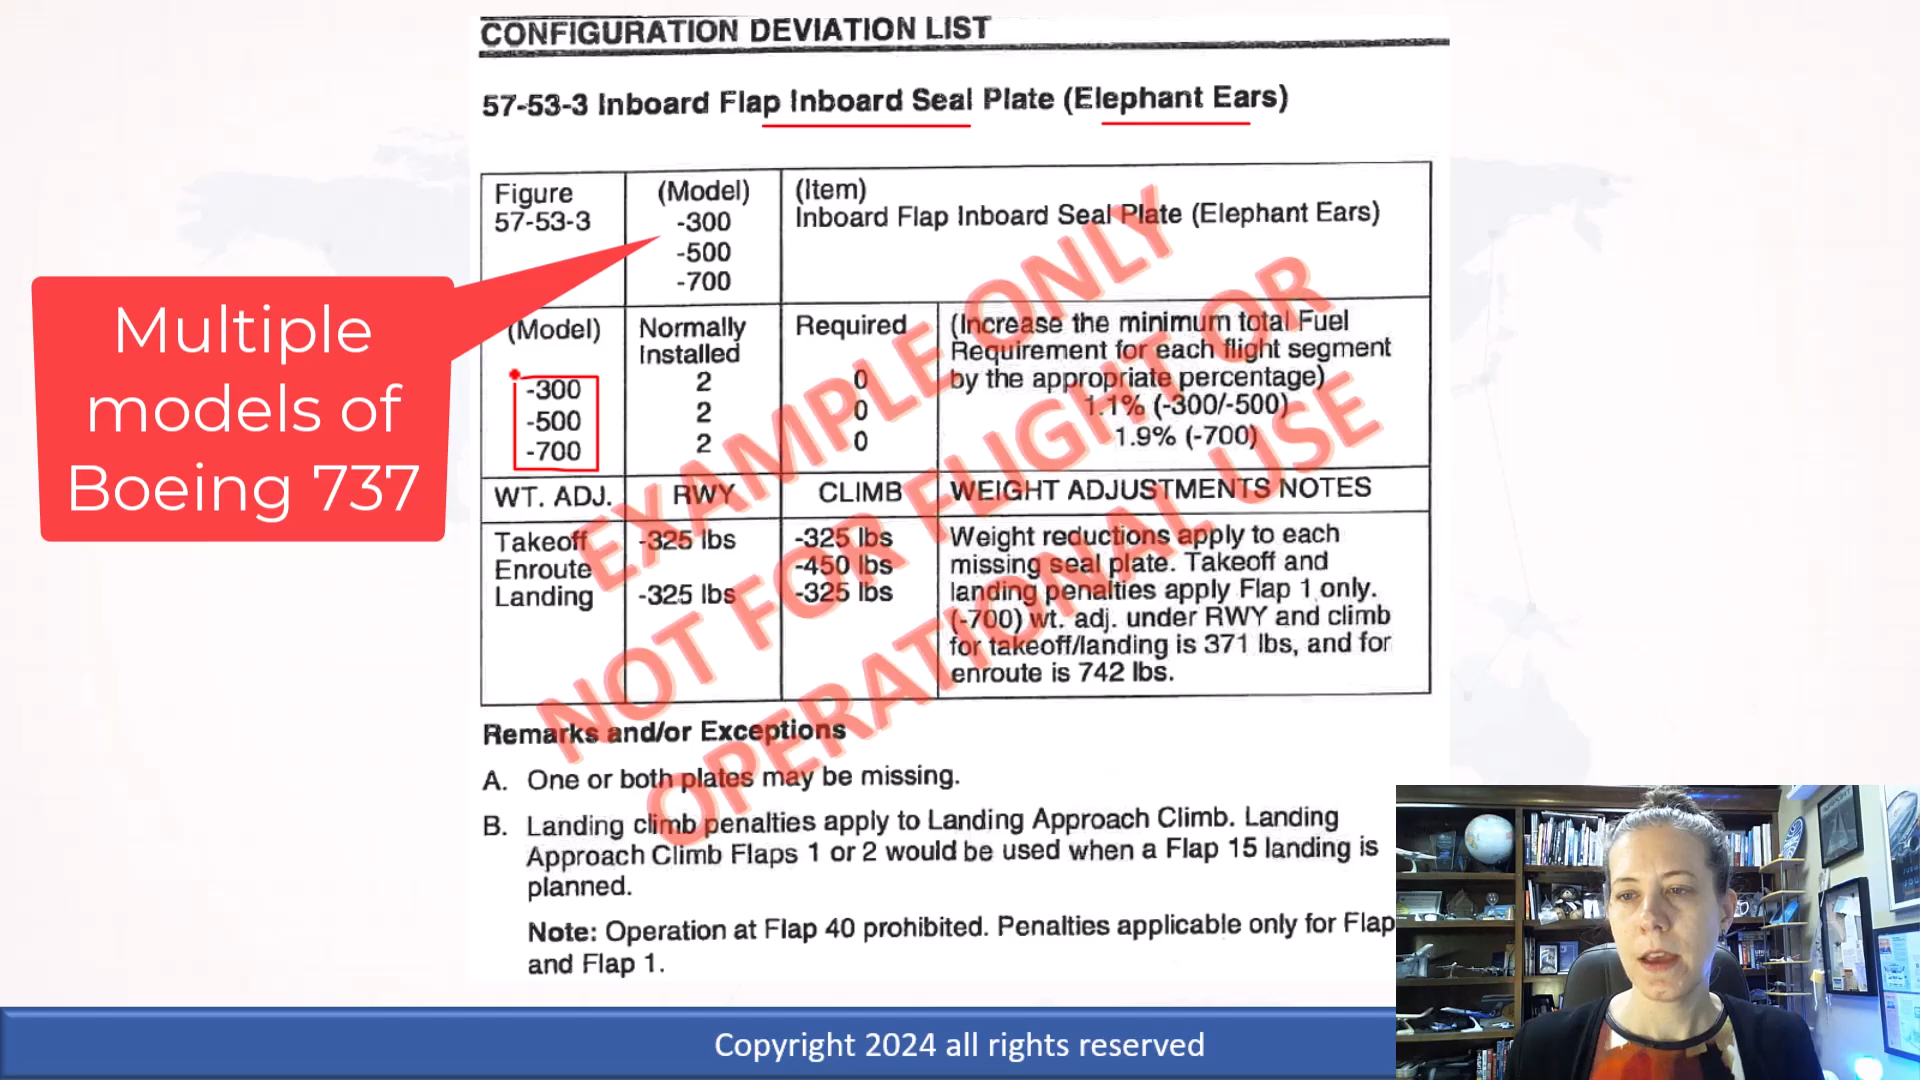 CONFIGURATION DEVIATION LIST
57-53-3 Inboard Flap Inboard Seal Plate (Elephant Ears)
Figure
57-53-3
(Model)
-300
-500
-700
(Item)
Inboard Flap Inboard Seal Plate (Elephant Ears)
Multiple
models of
Boeing 737
(Model)
-300
-500
-700
Normally
Installed
2
2
2
Required
0
0
0
(Increase the minimum total Fuel
Requirement for each flight segment
by the appropriate percentage)
1.1% (-300/-500)
1.9% (-700)
WT. ADJ. RWY CLIMB WEIGHT ADJUSTMENTS NOTES
Takeoff
Enroute
Landing
-325 lbs
-325 lbs
-325 lbs
-450 lbs
-325 lbs
Weight reductions apply to each
missing seal plate. Takeoff and
landing penalties apply Flap 1 only.
(-700) wt. adj. under RWY and climb
for takeoff/landing is 371 lbs, and for
enroute is 742 lbs.
EXAMPLE ONLY
NOT FOR FLIGHT OR
OPERATIONAL USE
Remarks and/or Exceptions
A. One or both plates may be missing.
B. Landing climb penalties apply to Landing Approach Climb. Landing
Approach Climb Flaps 1 or 2 would be used when a Flap 15 landing is
planned.
Note: Operation at Flap 40 prohibited. Penalties applicable only for Flap
and Flap 1.
Copyright 2024 all rights reserved